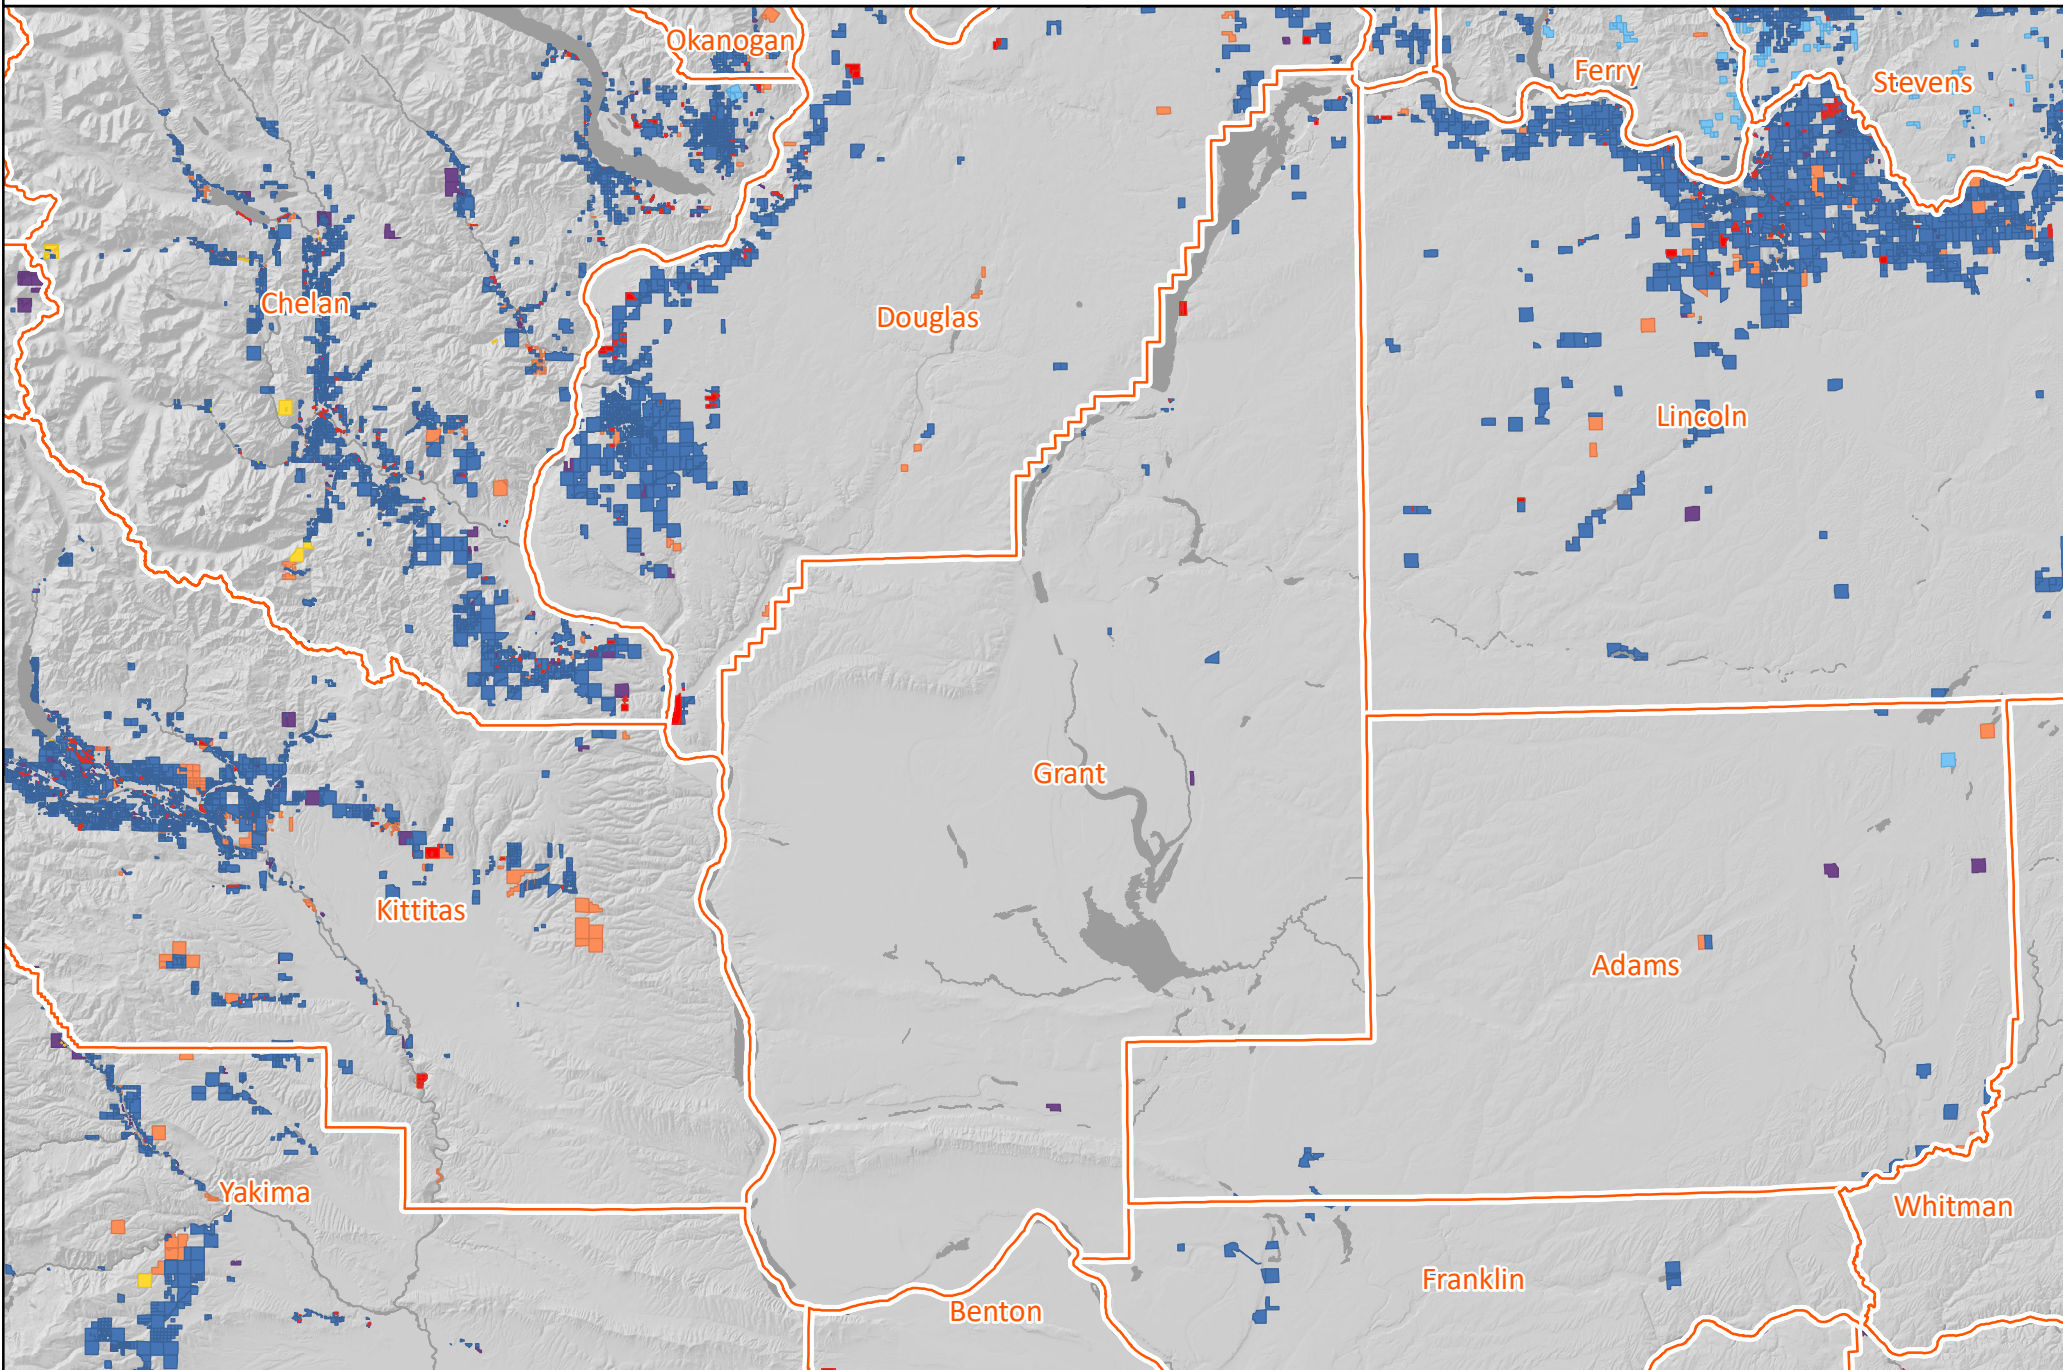 Okanogan
Ferry
Stevens
Chelan
Douglas
Lincoln
Grant
Kittitas
Adams
Yakima
Whitman
Franklin
Benton